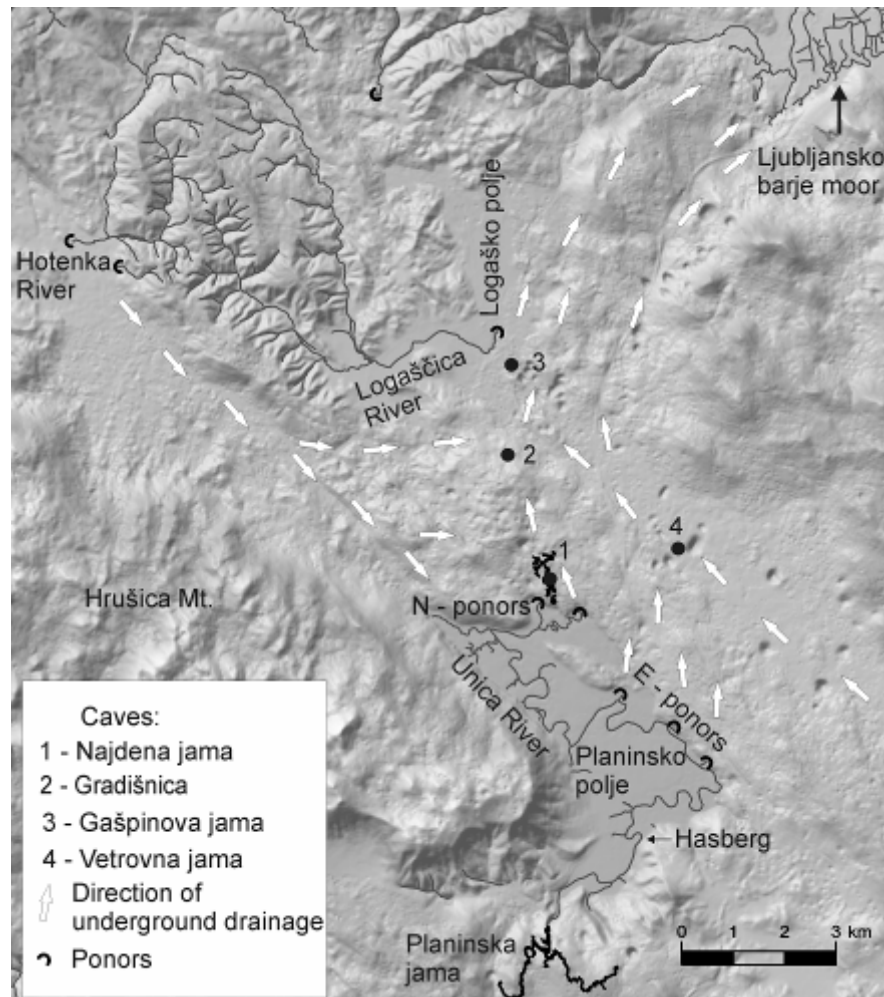 Ljubljansko
barje moor
Logaško polje
Hotenka
River
3
Logaščica
River
2
4
1
Hrušica Mt.
N - ponors
Unica River
E - ponors
Planinsko
polje
Caves:
1 - Najdena jama
2 - Gradišnica
3 - Gašpinova jama
4 - Vetrovna jama
Direction of
underground drainage
Ponors
Hasberg
Planinska
jama
0 1 2 3 km